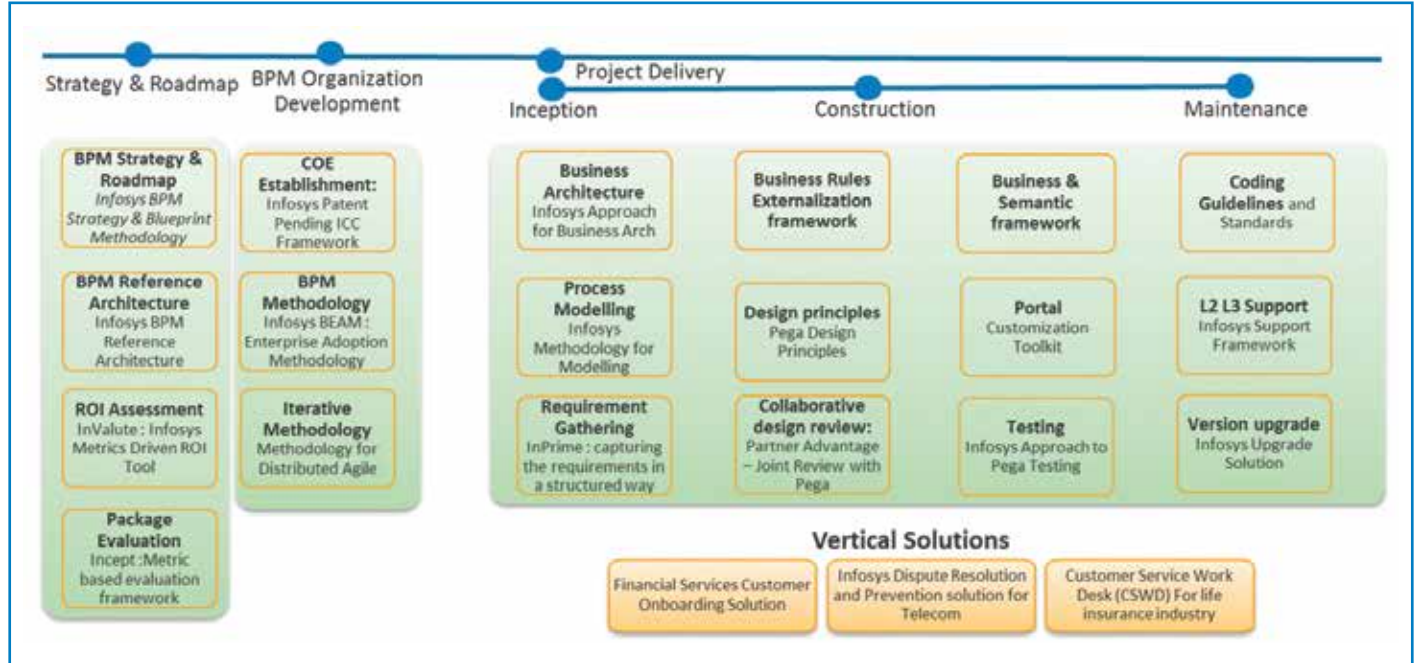 Strategy & Roadmap
BPM Organization
Development
Project Delivery
Inception
Construction
Maintenance
BPM Strategy &
Roadmap
Infosys BPM
Strategy & Blueprint
Methodology
BPM Reference
Architecture
Infosys BPM
Reference
Architecture
ROI Assessment
InValute : Infosys
Metrics Driven ROI
Tool
Package
Evaluation
Incept :Metric
based evaluation
framework
COE
Establishment:
Infosys Patent
Pending ICC
Framework
BPM
Methodology
Infosys BEAM :
Enterprise Adoption
Methodology
Iterative
Methodology
Methodology for
Distributed Agile
Business
Architecture
Infosys Approach
for Business Arch
Process
Modelling
Infosys
Methodology for
Modelling
Requirement
Gathering
InPrime : capturing
the requirements in
a structured way
Business Rules
Externalization
framework
Design principles
Pega Design
Principles
Collaborative
design review:
Partner Advantage
– Joint Review with
Pega
Business &
Semantic
framework
Portal
Customization
Toolkit
Testing
Infosys Approach to
Pega Testing
Coding
Guidelines and
Standards
L2 L3 Support
Infosys Support
Framework
Version upgrade
Infosys Upgrade
Solution
Vertical Solutions
Financial Services Customer
Onboarding Solution
Infosys Dispute Resolution
and Prevention solution for
Telecom
Customer Service Work
Desk (CSWD) For life
insurance industry